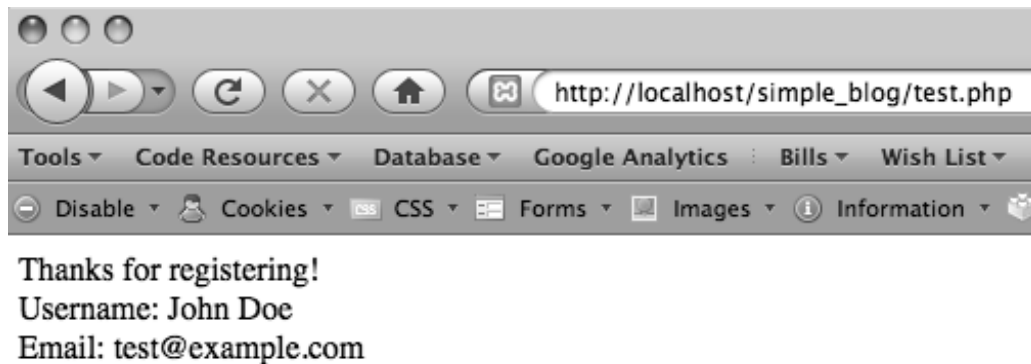 http://localhost/simple_blog/test.php
Tools Code Resources Database Google Analytics Bills Wish List
Disable Cookies CSS CSS Forms Images Information
Thanks for registering!
Username: John Doe
Email: test@example.com